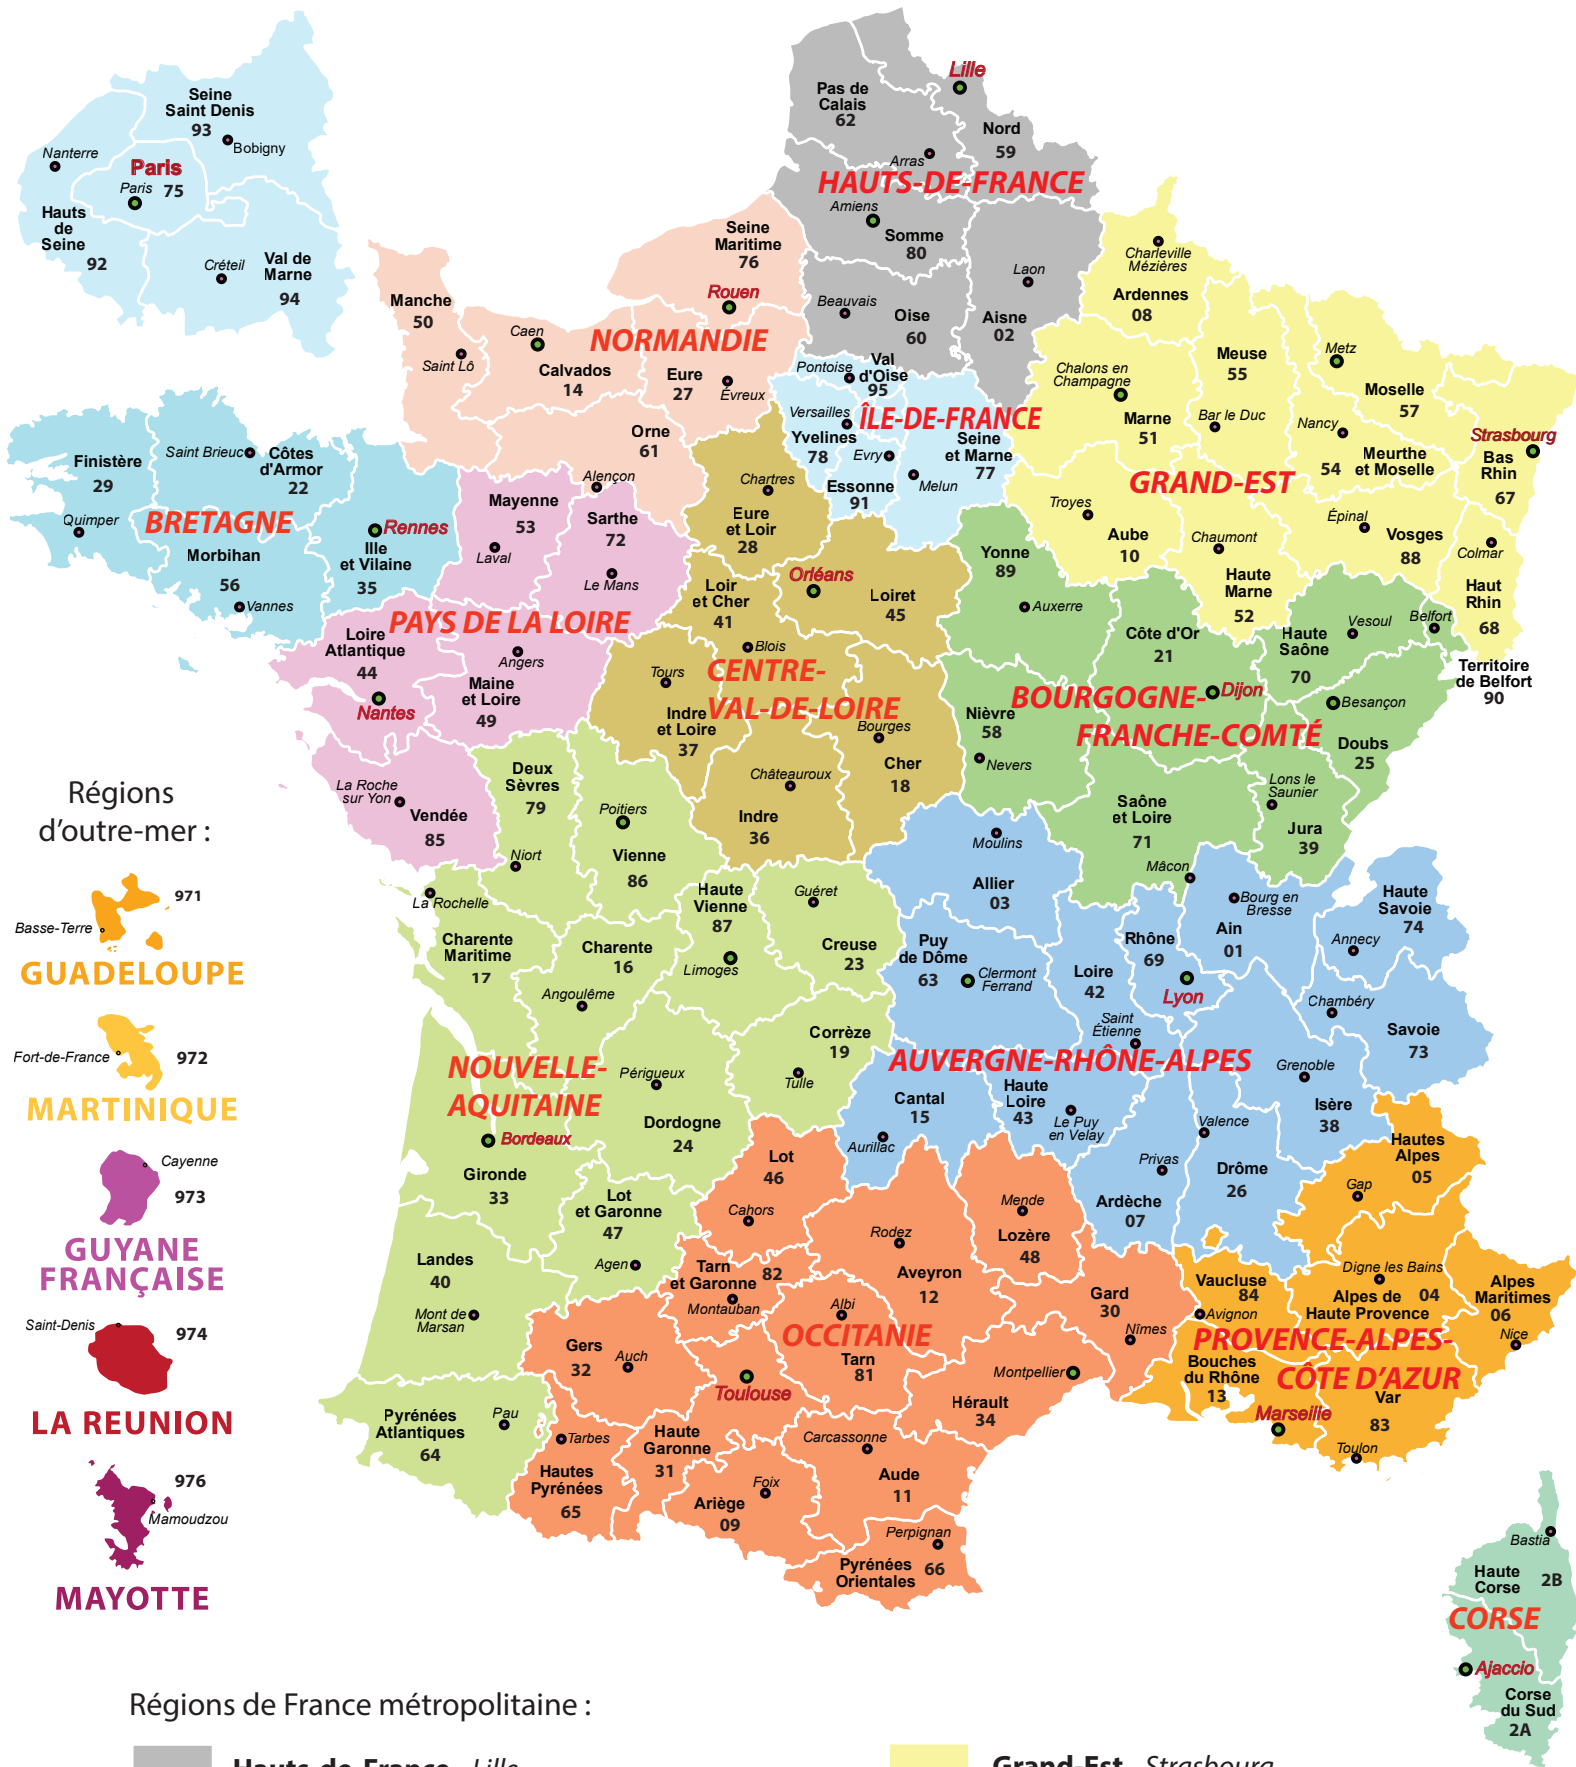 Seine
Saint Denis
93
Bobigny
Nanterre
Paris
Paris 75
Hauts
de
Seine
92
Créteil
Val de
Marne
94
Lille
Pas de
Calais
62
Nord
59
Arras
HAUTS-DE-FRANCE
Amiens
Somme
80
Laon
Beauvais
Oise
60
Aisne
02
Seine
Maritime
76
Rouen
Manche
50
Saint Lô
Caen
Calvados
14
NORMANDIE
Eure
27
Évreux
Orne
61
Alençon
Charleville
Mézières
Ardennes
08
Chalons en
Champagne
Marne
51
Meuse
55
Bar le Duc
Metz
Moselle
57
Nancy
54
Meurthe
et Moselle
Strasbourg
Bas
Rhin
67
GRAND-EST
Troyes
Aube
10
Chaumont
Haute
Marne
52
Épinal
Vosges
88
Colmar
Haut
Rhin
68
Pontoise
Val
d'Oise
95
Versailles
ÎLE-DE-FRANCE
Yvelines
78
Evry
Essonne
91
Seine
et Marne
77
Melun
Finistère
29
Quimper
Saint Brieuc
Côtes
d'Armor
22
BRETAGNE
Morbihan
56
Vannes
Rennes
Ille
et Vilaine
35
Mayenne
53
Laval
Sarthe
72
Le Mans
PAYS DE LA LOIRE
Loire
Atlantique
44
Nantes
Angers
Maine
et Loire
49
La Roche
sur Yon
Vendée
85
Chartres
Eure
et Loir
28
Loir
et Cher
41
Blois
Orléans
Loiret
45
Tours
CENTRE-
VAL-DE-LOIRE
Indre
et Loire
37
Bourges
Cher
18
Châteauroux
Indre
36
Yonne
89
Auxerre
Côte d'Or
21
Dijon
Haute
Saône
70
Vesoul
Belfort
Territoire
de Belfort
90
BOURGOGNE-
FRANCHE-COMTÉ
Besançon
Doubs
25
Nièvre
58
Nevers
Saône
et Loire
71
Mâcon
Lons le
Saunier
Jura
39
Deux
Sèvres
79
Niort
Poitiers
Vienne
86
La Rochelle
Charente
Maritime
17
Charente
16
Angoulême
Haute
Vienne
87
Limoges
Guéret
Creuse
23
Corrèze
19
Tulle
NOUVELLE-
AQUITAINE
Périgueux
Dordogne
24
Bordeaux
Gironde
33
Lot
et Garonne
47
Agen
Landes
40
Mont de
Marsan
Pyrénées
Atlantiques
64
Pau
Moulins
Allier
03
Puy
de Dôme
63
Clermont
Ferrand
Loire
42
Saint
Étienne
Rhône
69
Lyon
Bourg en
Bresse
Ain
01
Haute
Savoie
74
Annecy
Chambéry
Savoie
73
AUVERGNE-RHÔNE-ALPES
Cantal
15
Aurillac
Haute
Loire
43
Le Puy
en Velay
Grenoble
Isère
38
Valence
Drôme
26
Privas
Ardèche
07
Lot
46
Cahors
Rodez
Aveyron
12
Mende
Lozère
48
Tarn
et Garonne
82
Montauban
Albi
Tarn
81
OCCITANIE
Gard
30
Nîmes
Gers
32
Auch
Toulouse
Montpellier
Hérault
34
Tarbes
Hautes
Pyrénées
65
Haute
Garonne
31
Ariège
09
Foix
Carcassonne
Aude
11
Perpignan
Pyrénées
Orientales
66
Hautes
Alpes
05
Gap
Vaucluse
84
Avignon
Digne les Bains
Alpes de
Haute Provence
04
Alpes
Maritimes
06
Nice
PROVENCE-ALPES-
CÔTE D'AZUR
Bouches
du Rhône
13
Marseille
Var
83
Toulon
Bastia
Haute
Corse
2B
CORSE
Ajaccio
Corse
du Sud
2A
Régions
d’outre-mer :
971
Basse-Terre
GUADELOUPE
Fort-de-France
972
MARTINIQUE
Cayenne
973
GUYANE
FRANÇAISE
Saint-Denis
974
LA REUNION
976
Mamoudzou
MAYOTTE
Régions de France métropolitaine :
Hauts-de-France Lille
Grand-Est Strasbourg